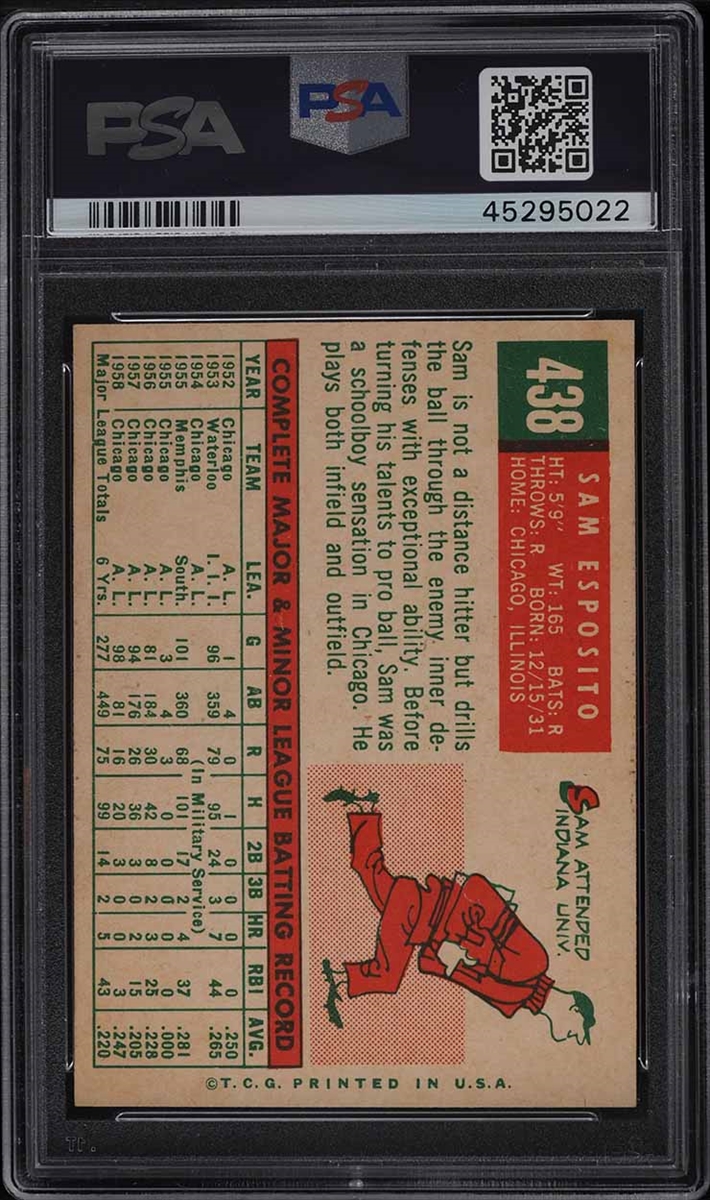 PSA
PSA
45295022
438
SAM ESPOSITO
HT: 5'9" WT: 165 BATS: R
THROWS: R BORN: 12/15/31
HOME: CHICAGO, ILLINOIS
SAM ATTENDED
INDIANA UNIV.
Sam is not a distance hitter but drills
the ball through the enemy inner de-
fenses with exceptional ability. Before
turning his talents to pro ball, Sam was
a schoolboy sensation in Chicago. He
plays both infield and outfield.
COMPLETE MAJOR & MINOR LEAGUE BATTING RECORD
YEAR TEAM LEA. G AB R H 2B 3B HR RBI AVG.
1952 Chicago A. L. 1 4 0 1 0 0 0 0 .250
1953 Waterloo I. I. I. 96 359 79 95 24 3 7 44 .265
1954 Chicago A. L. (In Military Service)
1955 Memphis South. 101 360 68 101 17 2 4 37 .281
1955 Chicago A. L. 3 4 3 0 0 0 0 0 .000
1956 Chicago A. L. 81 184 30 42 8 2 3 25 .228
1957 Chicago A. L. 94 176 26 36 3 0 2 15 .205
1958 Chicago A. L. 98 81 16 20 3 0 0 3 .247
Major League Totals 6 Yrs. 277 449 75 99 14 2 5 43 .220
©T.C.G. PRINTED IN U.S.A.